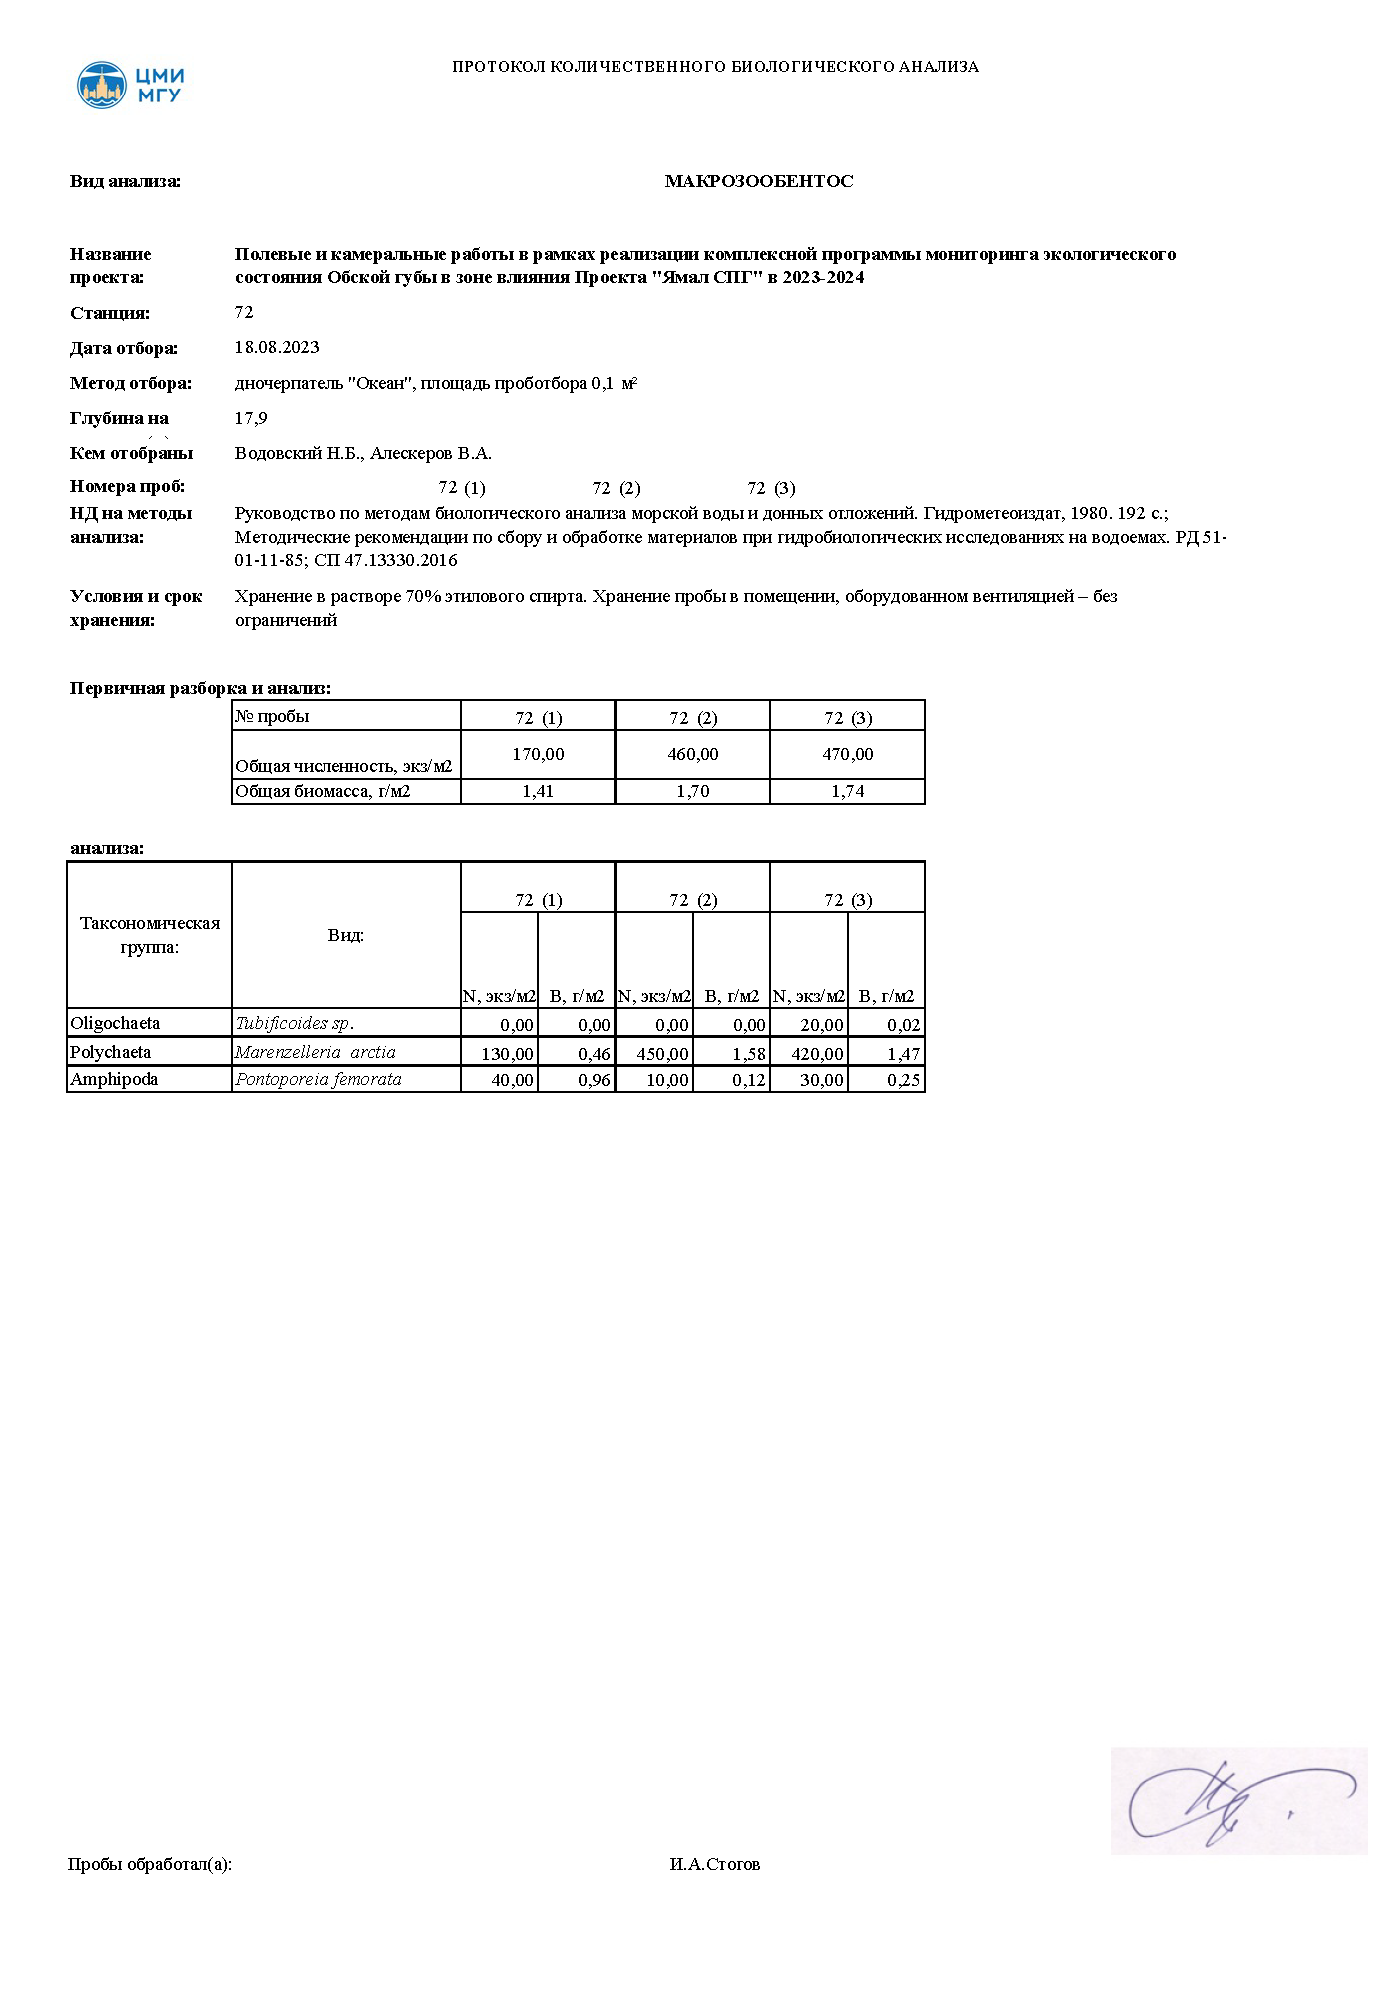 ЦМИ
МГУ
ПРОТОКОЛ КОЛИЧЕСТВЕННОГО БИОЛОГИЧЕСКОГО АНАЛИЗА
Вид анализа: МАКРОЗООБЕНТОС
Название проекта: Полевые и камеральные работы в рамках реализации комплексной программы мониторинга экологического
состояния Обской губы в зоне влияния Проекта "Ямал СПГ" в 2023-2024
Станция: 72
Дата отбора: 18.08.2023
Метод отбора: дночерпатель "Океан", площадь проботбора 0,1 м²
Глубина на 17,9
Кем отобраны Водовский Н.Б., Алескеров В.А.
Номера проб: 72 (1) 72 (2) 72 (3)
НД на методы анализа: Руководство по методам биологического анализа морской воды и донных отложений. Гидрометеоиздат, 1980. 192 с.;
Методические рекомендации по сбору и обработке материалов при гидробиологических исследованиях на водоемах. РД 51-
01-11-85; СП 47.13330.2016
Условия и срок хранения: Хранение в растворе 70% этилового спирта. Хранение пробы в помещении, оборудованном вентиляцией – без
ограничений
Первичная разборка и анализ:
№ пробы 72 (1) 72 (2) 72 (3)
Общая численность, экз/м2 170,00 460,00 470,00
Общая биомасса, г/м2 1,41 1,70 1,74
анализа:
Таксономическая группа: Вид: 72 (1) 72 (2) 72 (3)
N, экз/м2 B, г/м2 N, экз/м2 B, г/м2 N, экз/м2 B, г/м2
Oligochaeta Tubificoides sp. 0,00 0,00 0,00 0,00 20,00 0,02
Polychaeta Marenzelleria arctia 130,00 0,46 450,00 1,58 420,00 1,47
Amphipoda Pontoporeia femorata 40,00 0,96 10,00 0,12 30,00 0,25
Пробы обработал(а): И.А.Стогов